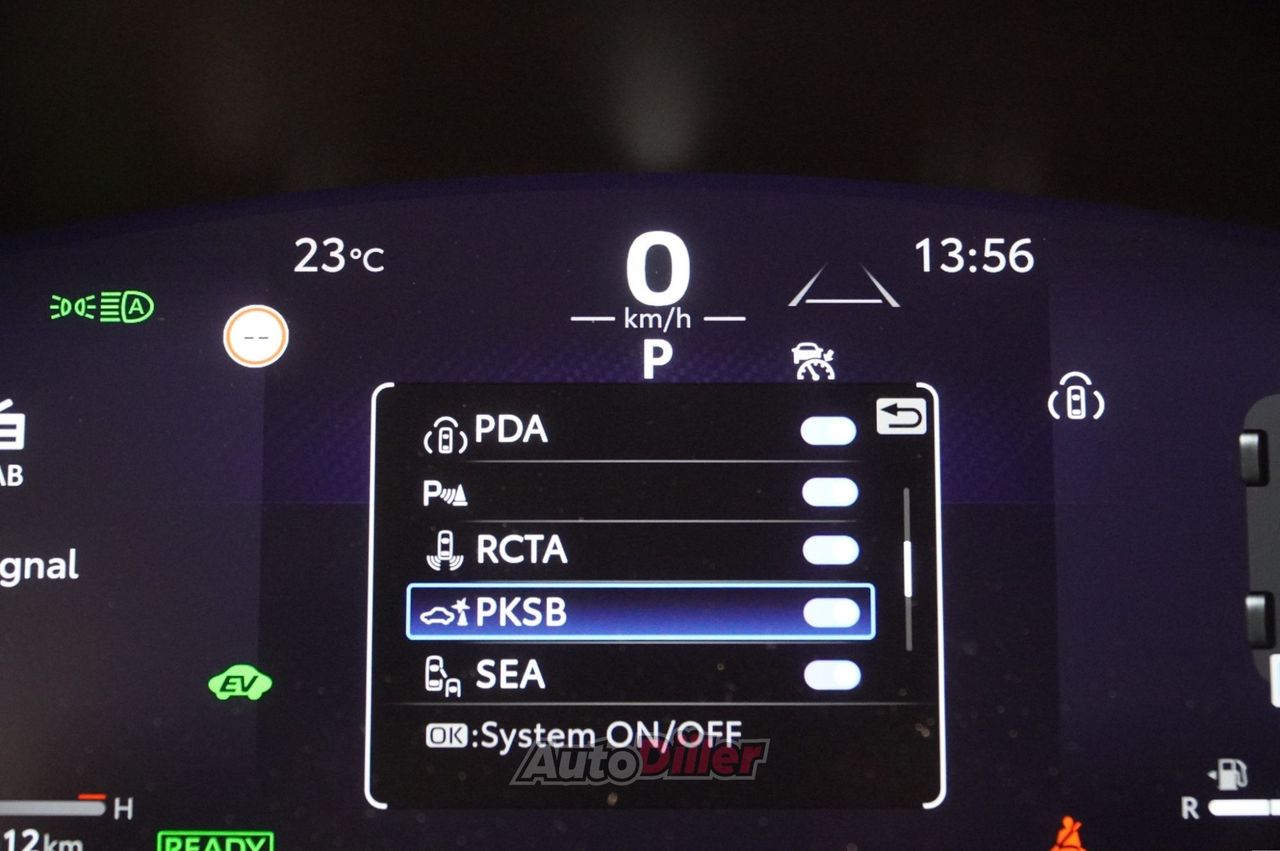 23°C
0
13:56
km/h
A
--
P
PDA
AB
P
RCTA
gnal
PKSB
SEA
EV
OK:System ON/OFF
AutoDiller
H
R
12km
READY